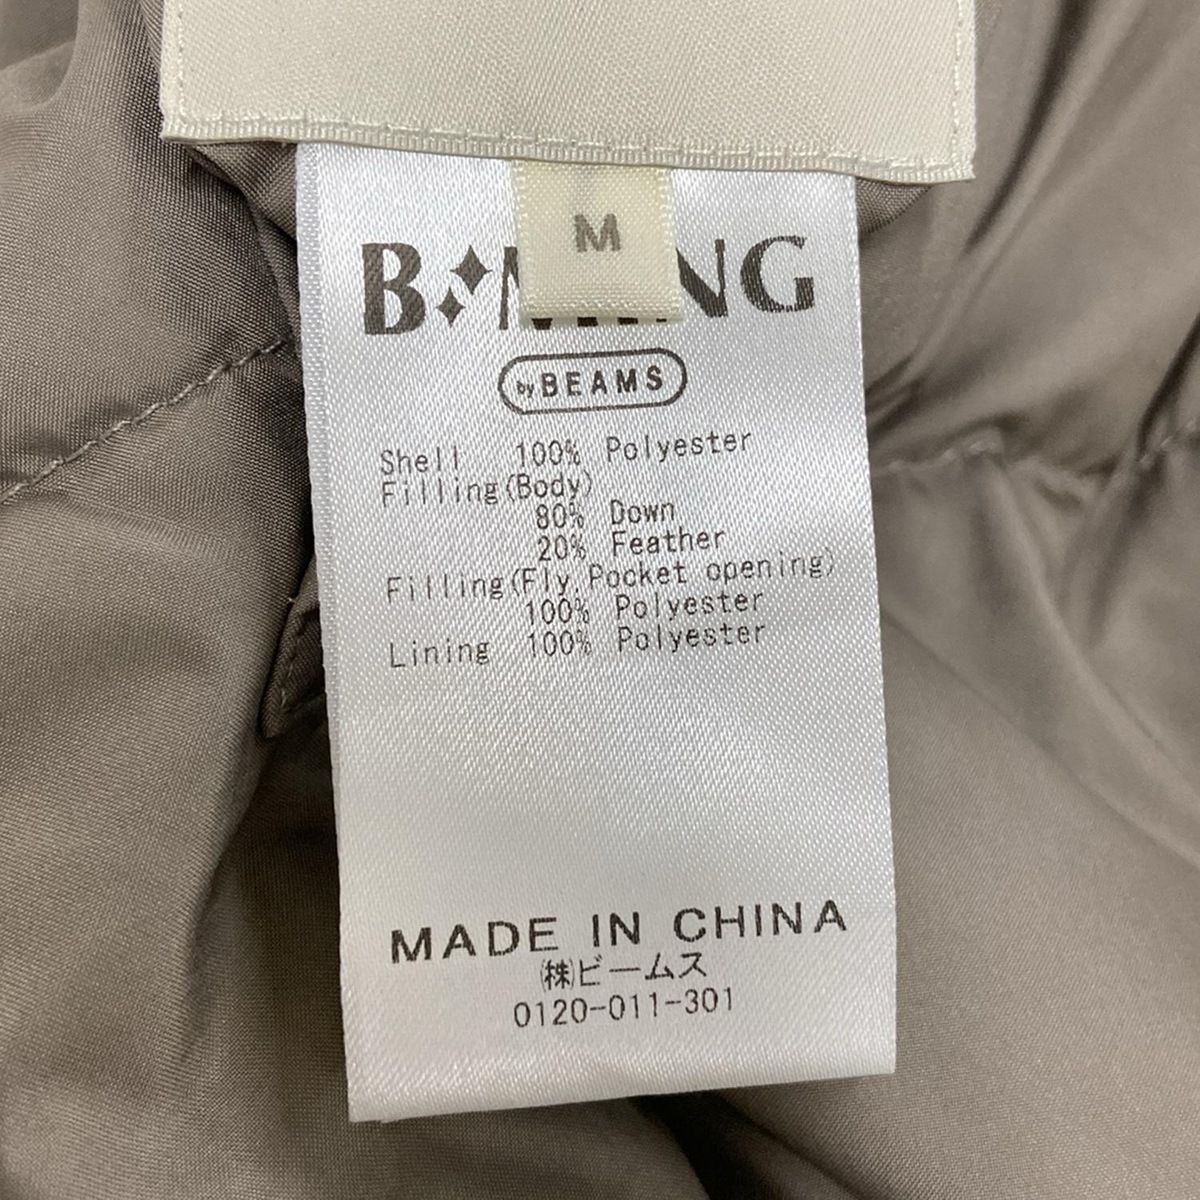 M
B NG
by BEAMS
Shell 100% Polyester
Filling(Body)
80% Down
20% Feather
Filling(Fly,Pocket opening)
100% Polyester
Lining 100% Polyester
MADE IN CHINA
㈱ビームス
0120-011-301